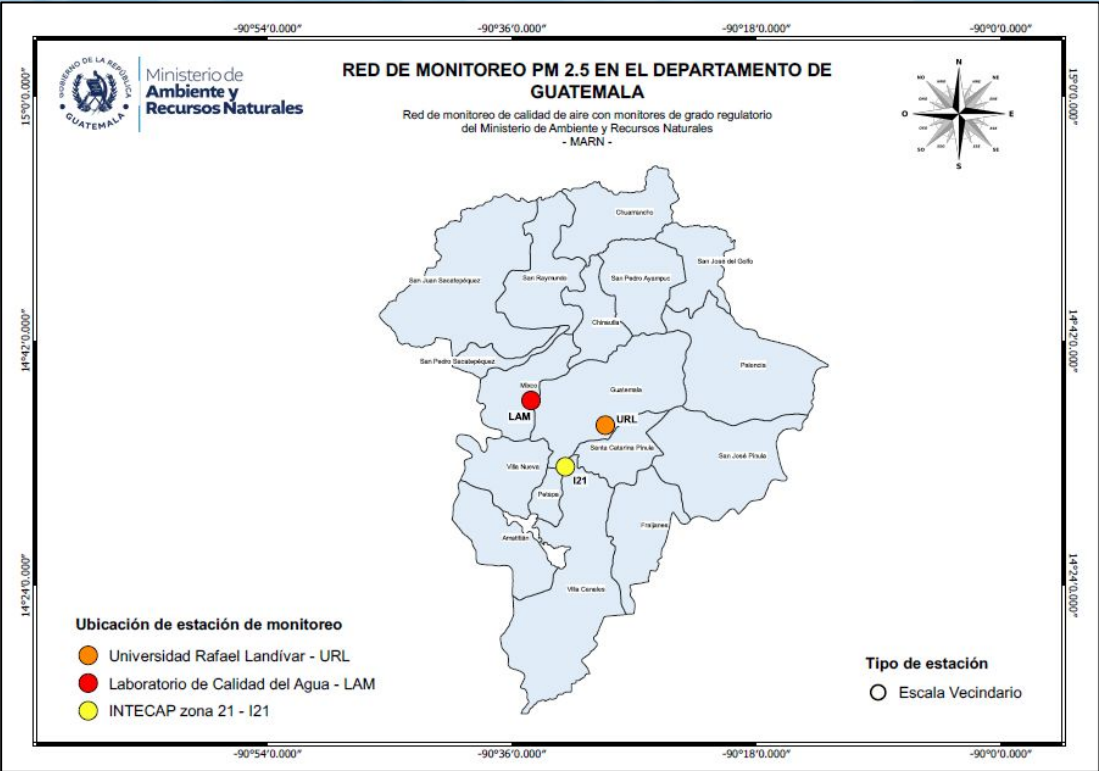 -90°54'0.000"
-90°36'0.000"
-90°18'0.000"
-90°0'0.000"
15°0'0.000"
15°0'0.000"
GOBIERNO DE LA REPÚBLICA
GUATEMALA
Ministerio de
Ambiente y
Recursos Naturales
RED DE MONITOREO PM 2.5 EN EL DEPARTAMENTO DE
GUATEMALA
Red de monitoreo de calidad de aire con monitores de grado regulatorio
del Ministerio de Ambiente y Recursos Naturales
- MARN -
N
NO
NE
O
E
SO
SE
S
Chuarrancho
San José del Golfo
San Juan Sacatepéquez
San Raymundo
San Pedro Ayampuc
Chinautla
14°42'0.000"
14°42'0.000"
San Pedro Sacatepéquez
Palencia
Mixco
Guatemala
LAM
URL
Santa Catarina Pinula
San José Pinula
Villa Nueva
I21
Petapa
Fraijanes
Amatitlán
Villa Canales
14°24'0.000"
14°24'0.000"
Ubicación de estación de monitoreo
Universidad Rafael Landívar - URL
Laboratorio de Calidad del Agua - LAM
INTECAP zona 21 - I21
Tipo de estación
Escala Vecindario
-90°54'0.000"
-90°36'0.000"
-90°18'0.000"
-90°0'0.000"